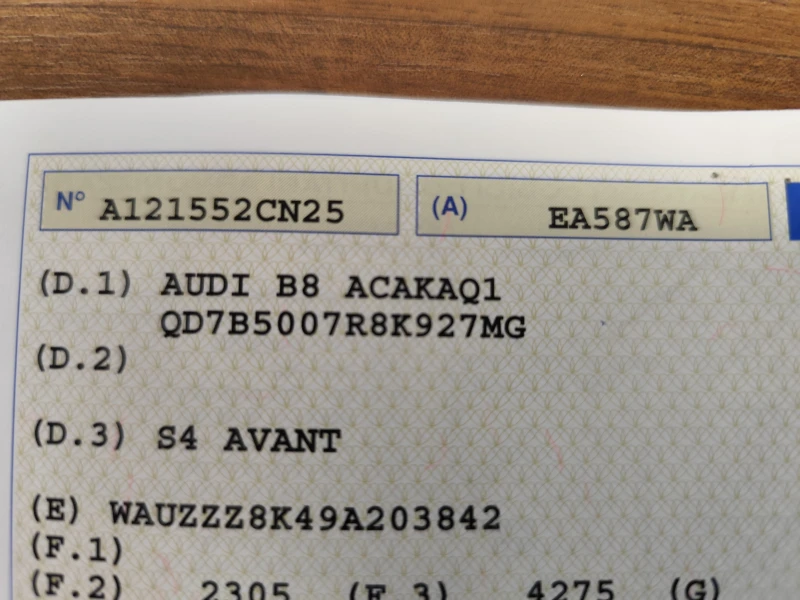 N° A121552CN25 (A) EA587WA
(D.1) AUDI B8 ACAKAQ1
QD7B5007R8K927MG
(D.2)
(D.3) S4 AVANT
(E) WAUZZZ8K49A203842
(F.1)
(F.2) 2305 (F.3) 4275 (G)